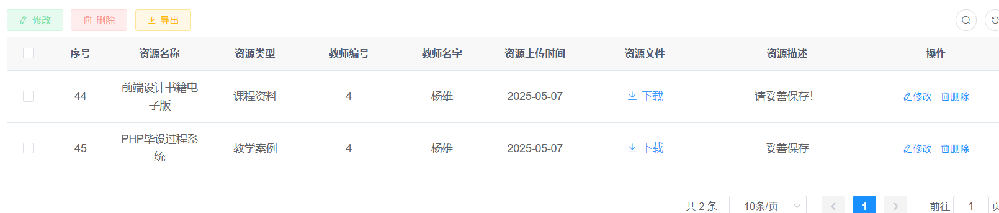 修改 删除 导出
序号 资源名称 资源类型 教师编号 教师名字 资源上传时间 资源文件 资源描述 操作
44 前端设计书籍电子版 课程资料 4 杨雄 2025-05-07 下载 请妥善保存! 修改 删除
45 PHP毕设过程系统 教学案例 4 杨雄 2025-05-07 下载 妥善保存 修改 删除
共 2 条 10条/页 1 前往 1 页